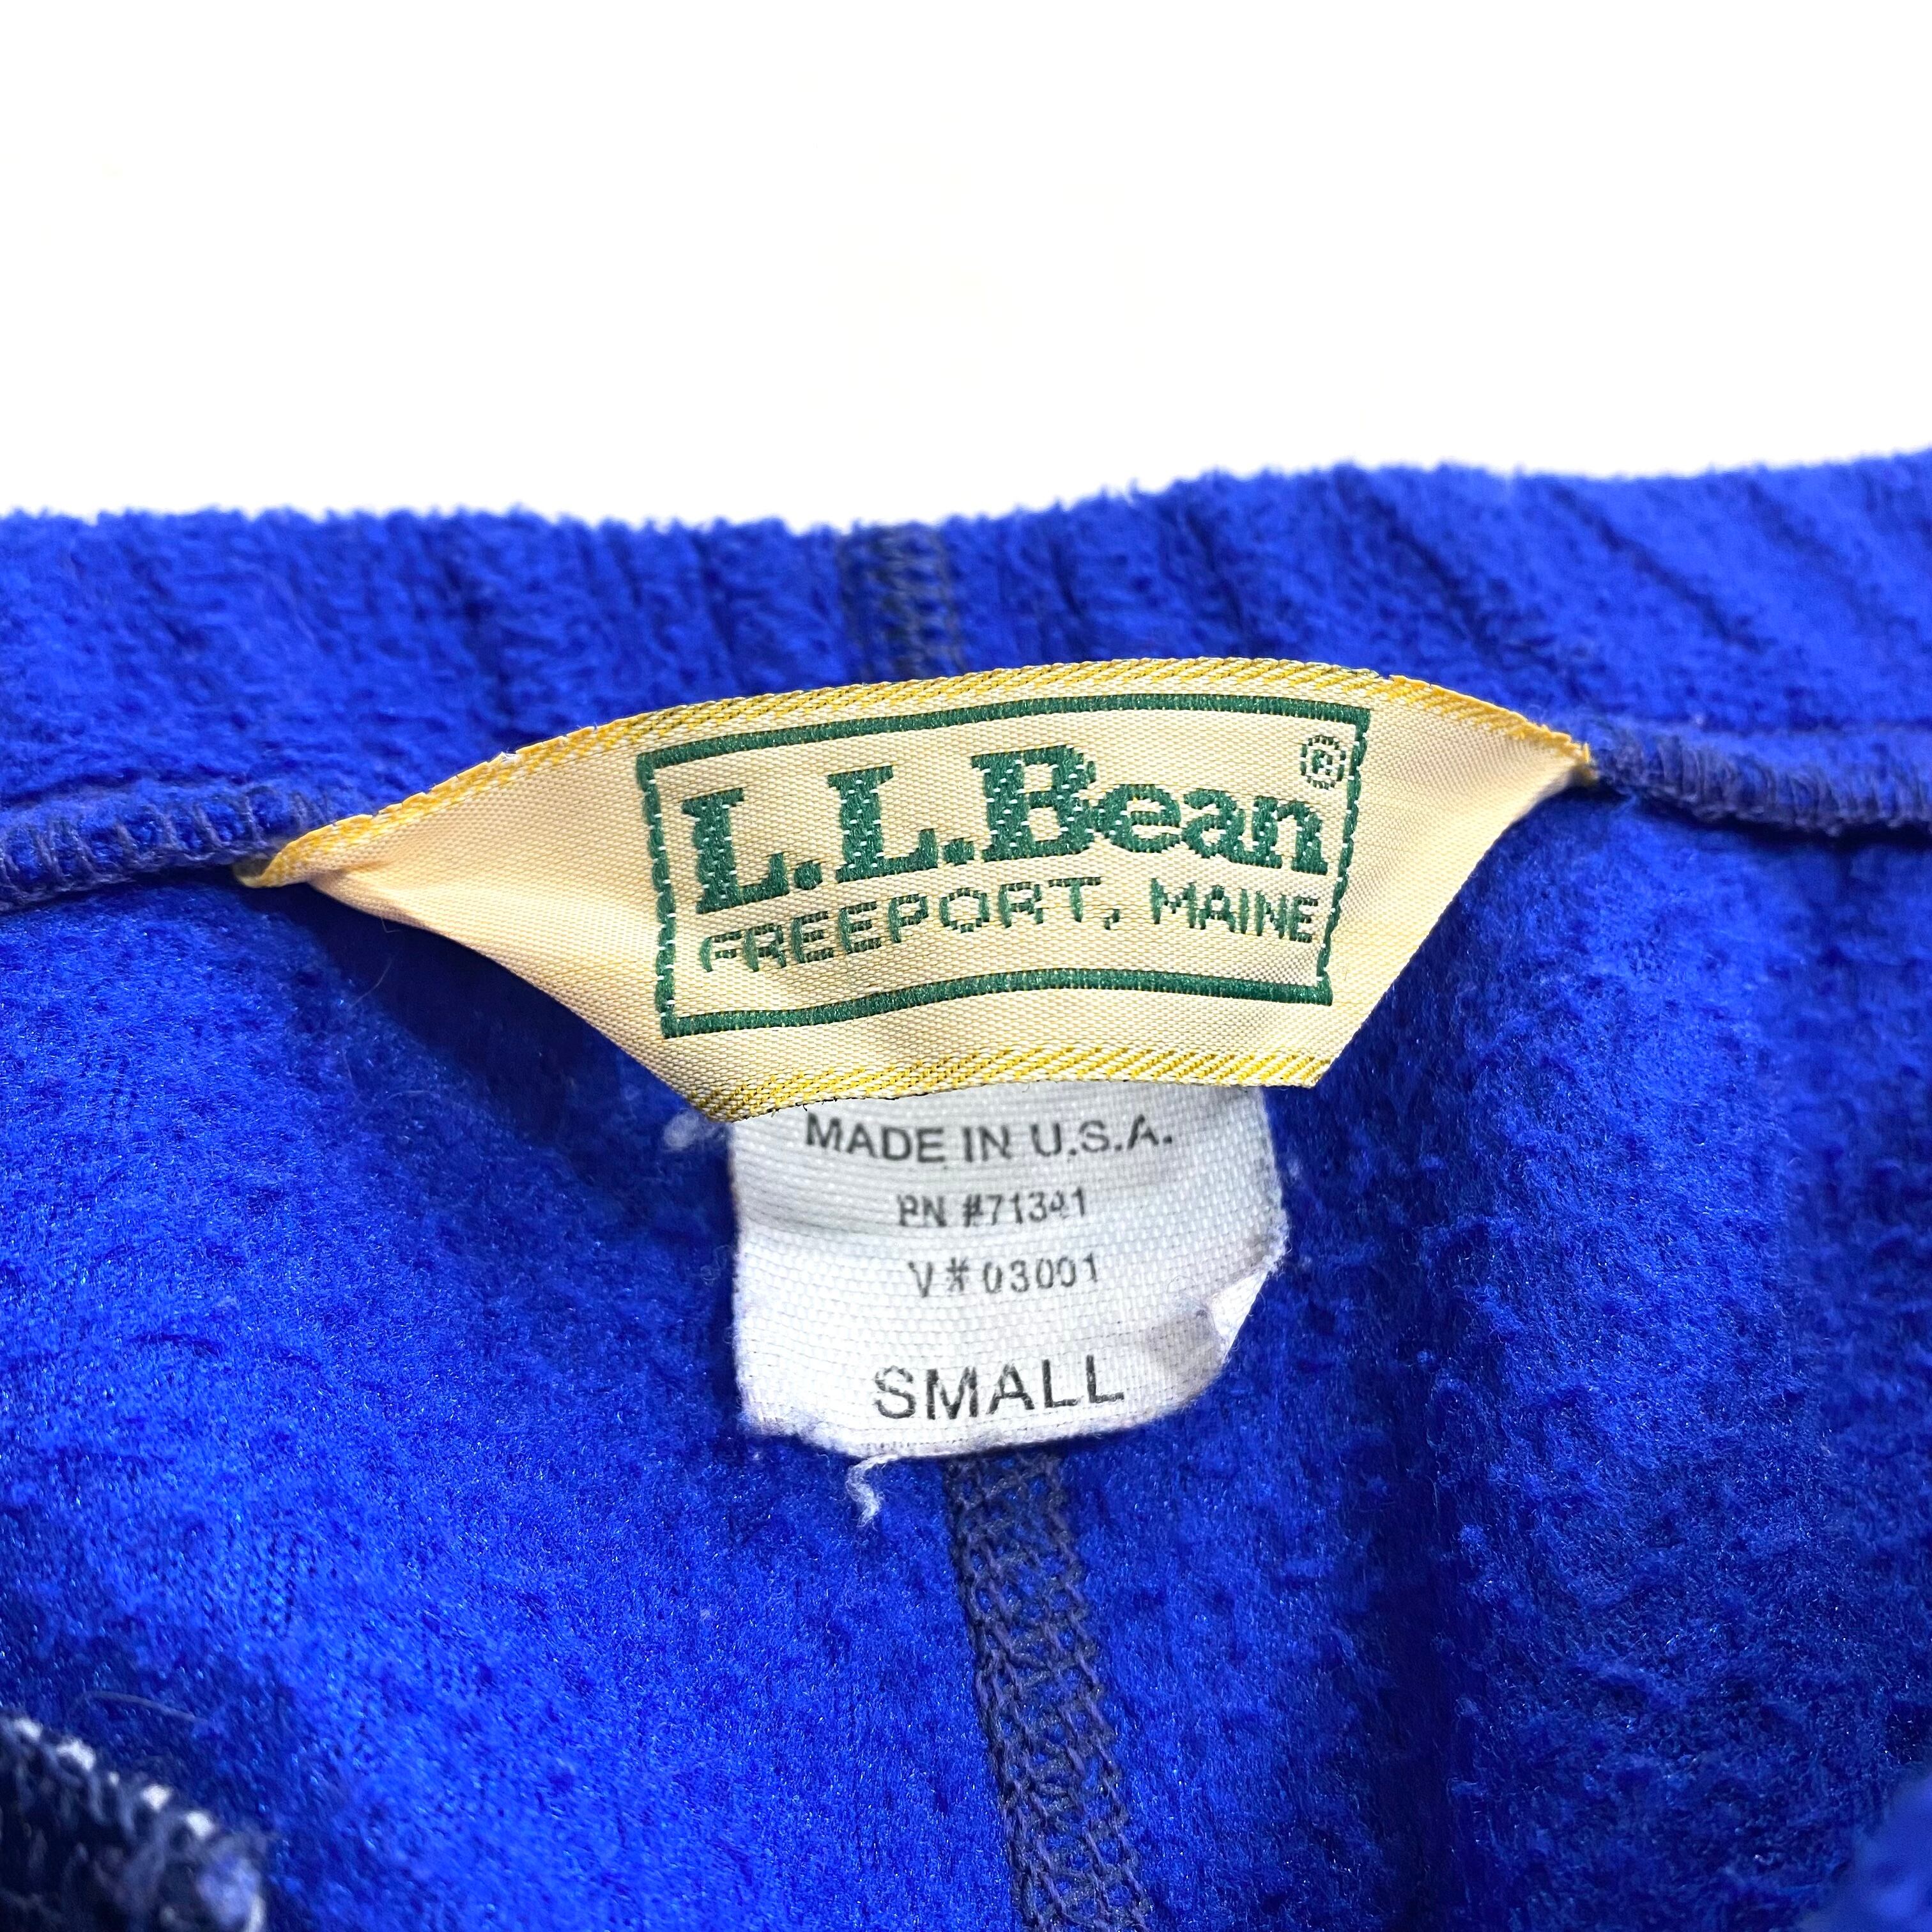 L.L.Bean®
FREEPORT, MAINE
MADE IN U.S.A.
PN #71341
V# 03001
SMALL